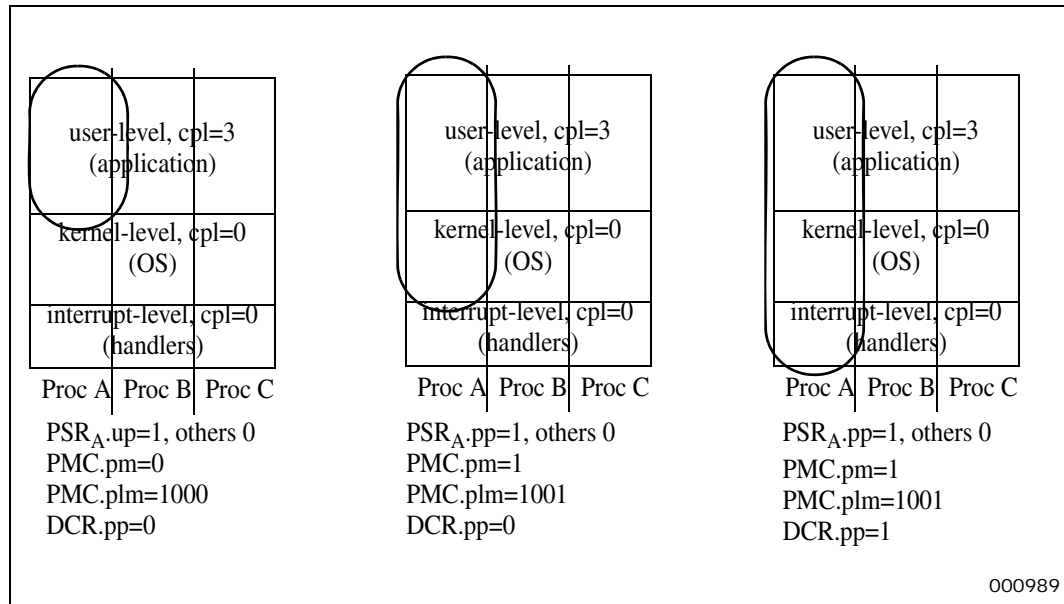 user-level, cpl=3
(application)
kernel-level, cpl=0
(OS)
interrupt-level, cpl=0
(handlers)
Proc A Proc B Proc C
PSRA.up=1, others 0
PMC.pm=0
PMC.plm=1000
DCR.pp=0
user-level, cpl=3
(application)
kernel-level, cpl=0
(OS)
interrupt-level, cpl=0
(handlers)
Proc A Proc B Proc C
PSRA.pp=1, others 0
PMC.pm=1
PMC.plm=1001
DCR.pp=0
user-level, cpl=3
(application)
kernel-level, cpl=0
(OS)
interrupt-level, cpl=0
(handlers)
Proc A Proc B Proc C
PSRA.pp=1, others 0
PMC.pm=1
PMC.plm=1001
DCR.pp=1
000989